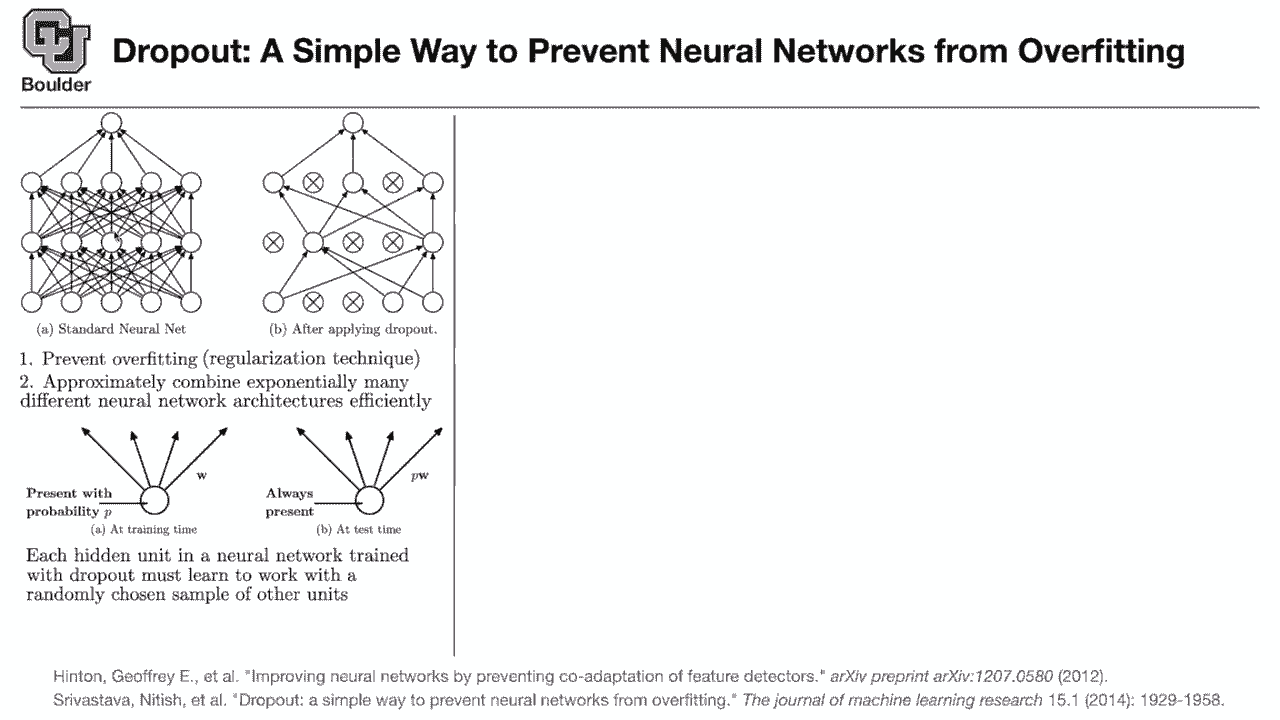 Boulder
Dropout: A Simple Way to Prevent Neural Networks from Overfitting
(a) Standard Neural Net
(b) After applying dropout.
1. Prevent overfitting (regularization technique)
2. Approximately combine exponentially many
different neural network architectures efficiently
w
Present with
probability p
(a) At training time
pw
Always
present
(b) At test time
Each hidden unit in a neural network trained
with dropout must learn to work with a
randomly chosen sample of other units
Hinton, Geoffrey E., et al. "Improving neural networks by preventing co-adaptation of feature detectors." arXiv preprint arXiv:1207.0580 (2012).
Srivastava, Nitish, et al. "Dropout: a simple way to prevent neural networks from overfitting." The journal of machine learning research 15.1 (2014): 1929-1958.